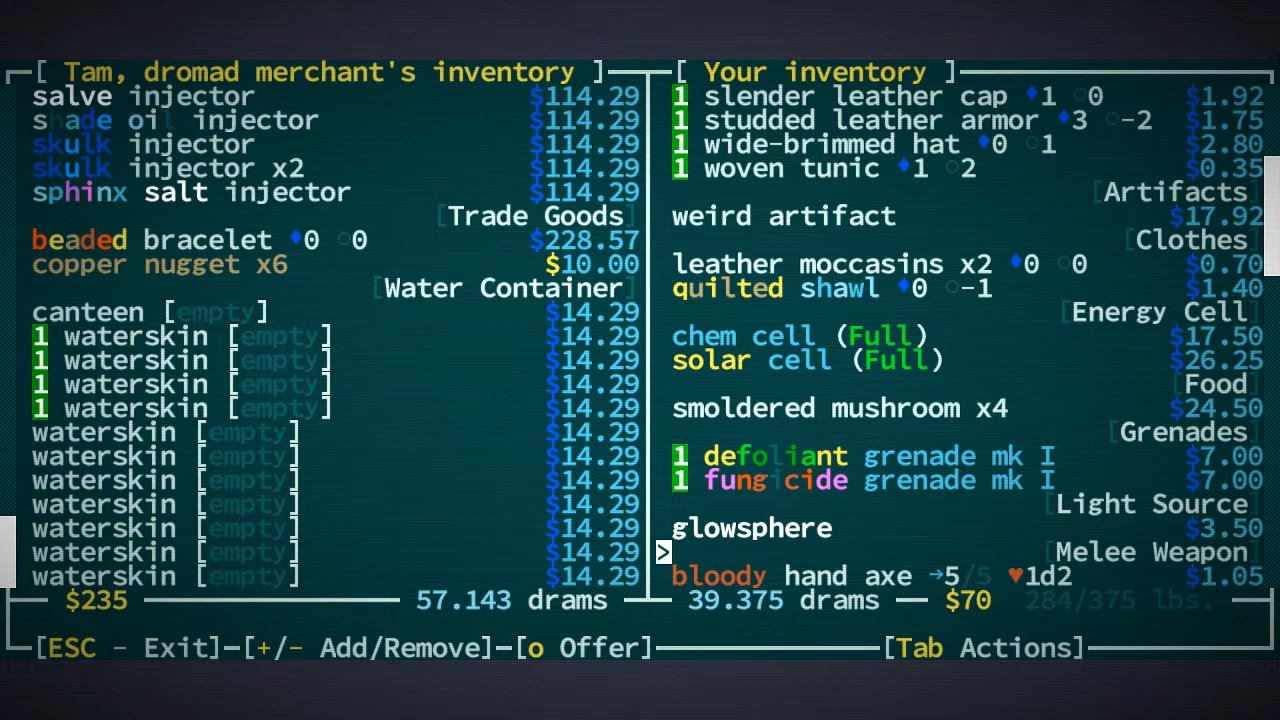 [ Tam, dromad merchant's inventory ]
salve injector $114.29
shade oil injector $114.29
skulk injector $114.29
skulk injector x2 $114.29
sphinx salt injector $114.29
[Trade Goods]
beaded bracelet ♦0 ○0 $228.57
copper nugget x6 $10.00
[Water Container]
canteen [empty] $14.29
1 waterskin [empty] $14.29
1 waterskin [empty] $14.29
1 waterskin [empty] $14.29
1 waterskin [empty] $14.29
waterskin [empty] $14.29
waterskin [empty] $14.29
waterskin [empty] $14.29
waterskin [empty] $14.29
waterskin [empty] $14.29
waterskin [empty] $14.29
waterskin [empty] $14.29
$235 57.143 drams
[ Your inventory ]
1 slender leather cap ♦1 ○0 $1.92
1 studded leather armor ♦3 ○-2 $1.75
1 wide-brimmed hat ♦0 ○1 $2.80
1 woven tunic ♦1 ○2 $0.35
[Artifacts]
weird artifact $17.92
[Clothes]
leather moccasins x2 ♦0 ○0 $0.70
quilted shawl ♦0 ○-1 $1.40
[Energy Cell]
chem cell (Full) $17.50
solar cell (Full) $26.25
[Food]
smoldered mushroom x4 $24.50
[Grenades]
1 defoliant grenade mk I $7.00
1 fungicide grenade mk I $7.00
[Light Source]
glowsphere $3.50
> [Melee Weapon]
bloody hand axe →5/5 ♥1d2 $1.05
39.375 drams $70 284/375 lbs.
[ESC - Exit] [+/- Add/Remove] [o Offer] [Tab Actions]